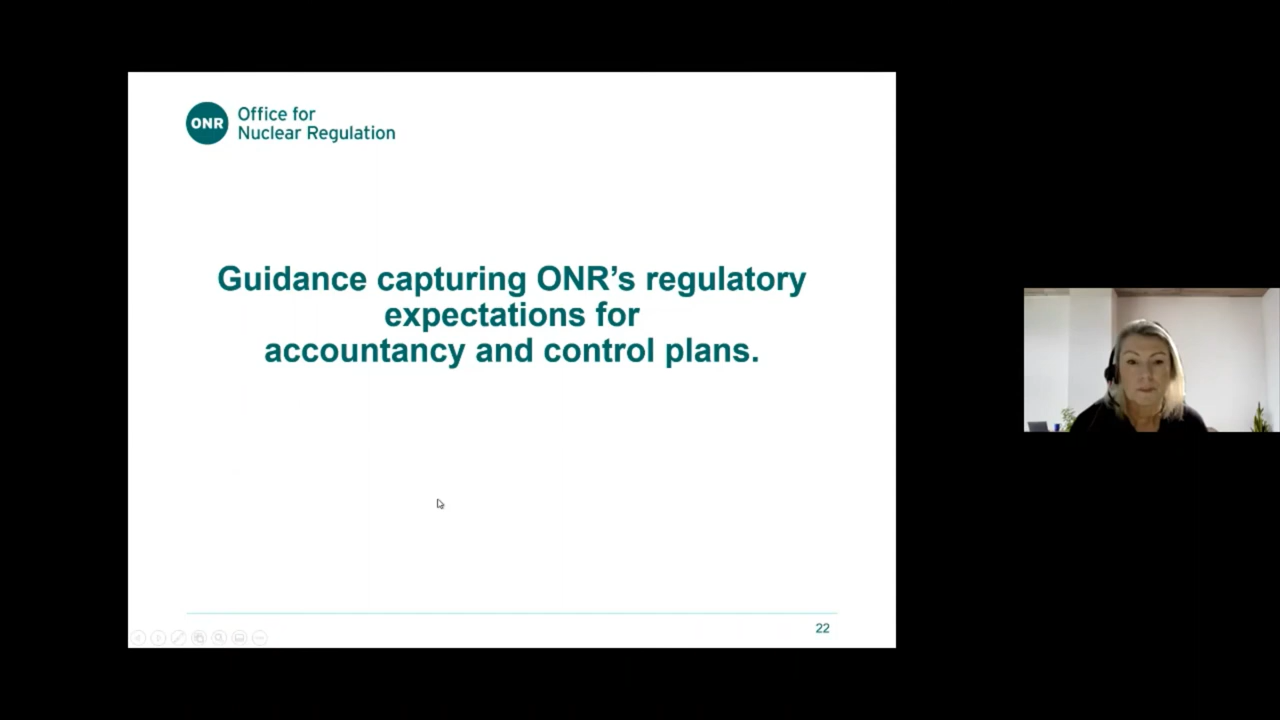 ONR
Office for
Nuclear Regulation
Guidance capturing ONR’s regulatory
expectations for
accountancy and control plans.
22